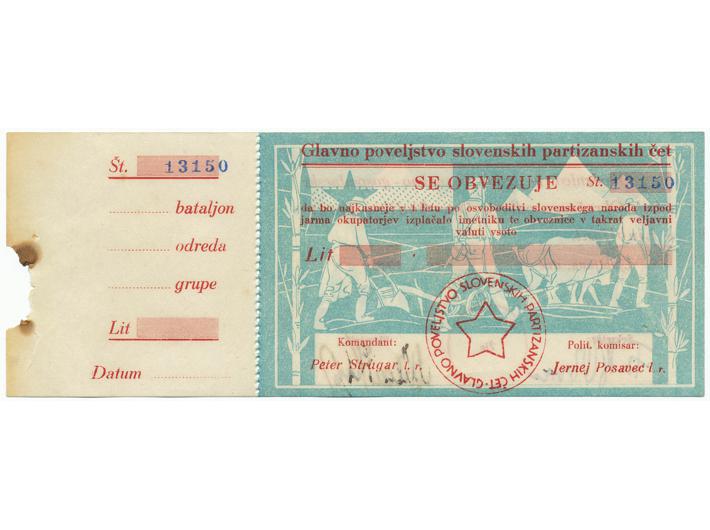 Št. 13150
bataljon
odreda
grupe
Lit
Datum
Glavno poveljstvo slovenskih partizanskih čet
SE OBVEZUJE Št. 13150
da bo najkasneje v 1 letu po osvoboditvi slovenskega naroda izpod
jarma okupatorjev izplačalo imetniku te obveznice v takrat veljavni
valuti vsoto
Lit
GLAVNO POVELJSTVO SLOVENSKIH PARTIZANSKIH ČET
Komandant:
Peter Strugar l. r.
Polit. komisar:
Jernej Posavec l. r.